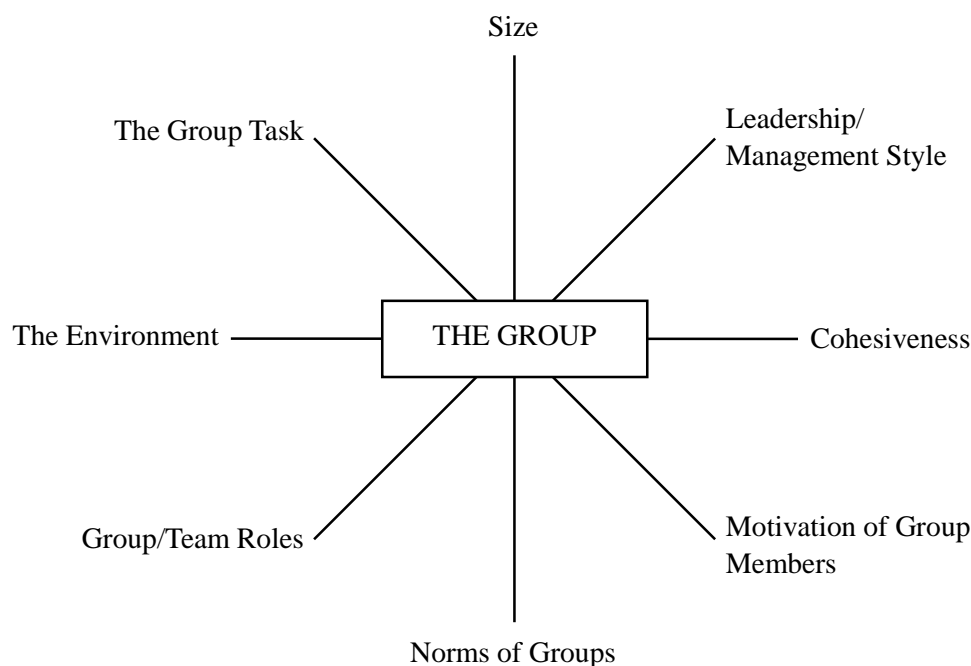 Size
The Group Task
Leadership/
Management Style
The Environment
THE GROUP
Cohesiveness
Group/Team Roles
Motivation of Group
Members
Norms of Groups